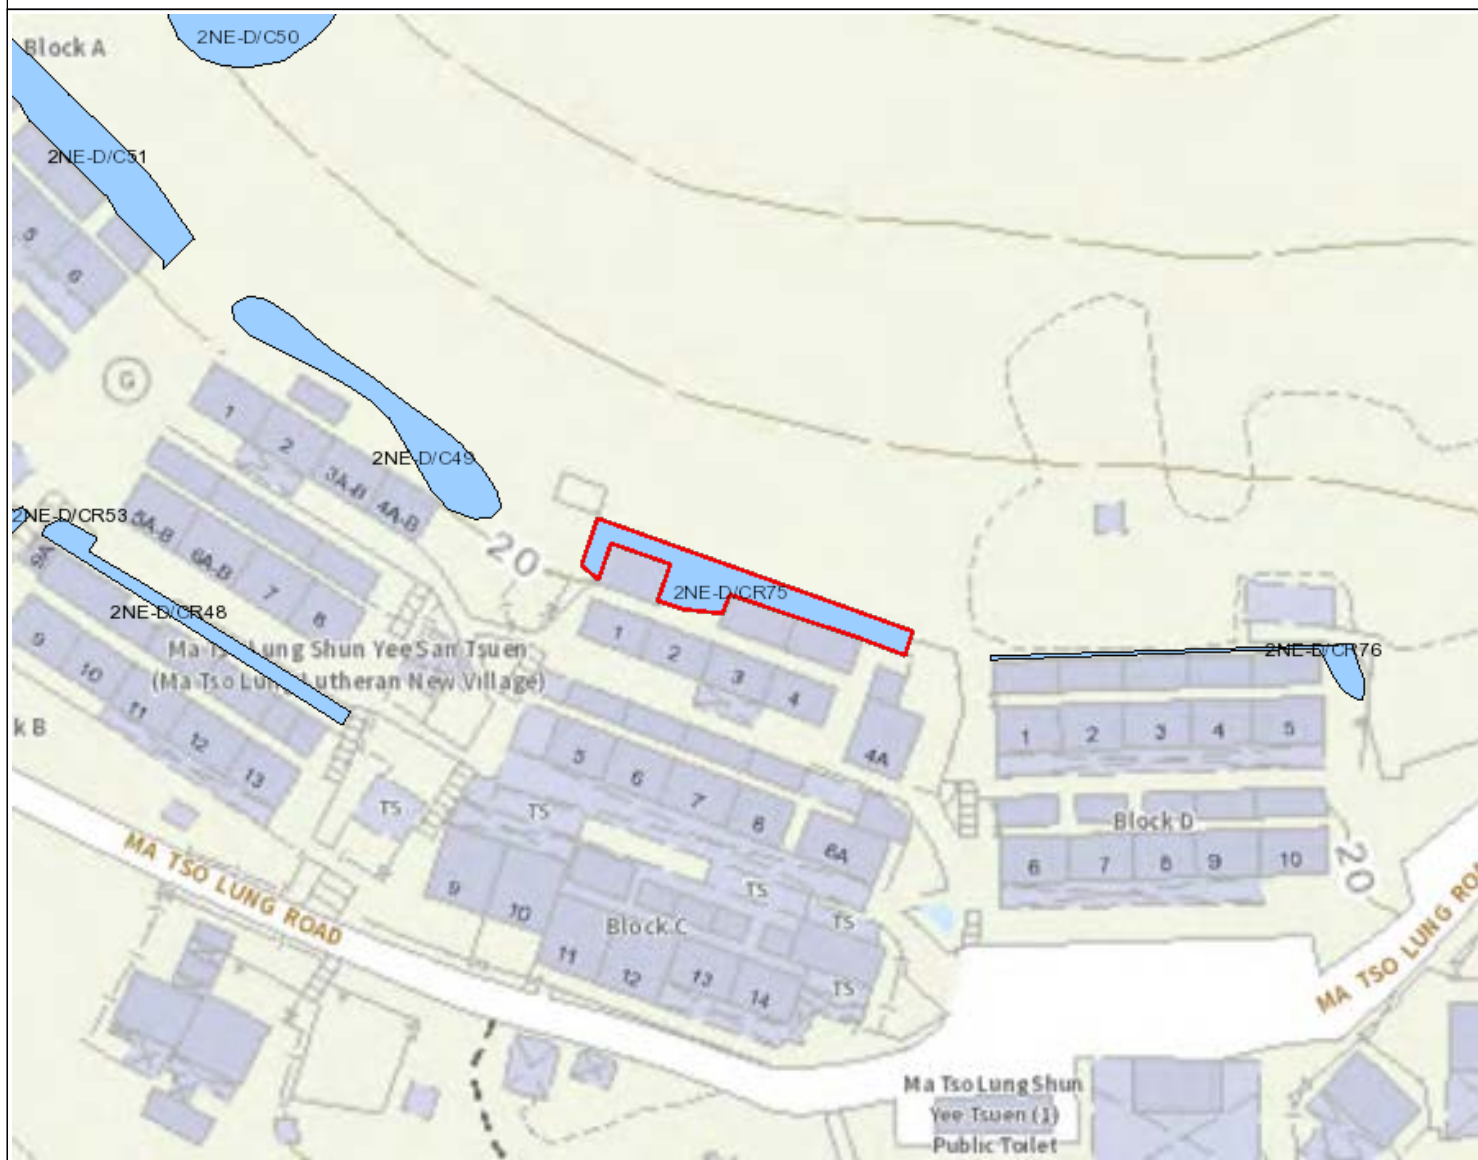 2NE-D/C50
Block A
2NE-D/C51
5
6
G
1
2
3A-B
4A-B
2NE-D/C49
2NE-D/CR53
5A-B
6A-B
7
8
20
2NE-D/CR75
2NE-D/CR48
9
10
11
12
13
Ma Tso Lung Shun Yee San Tsuen
(Ma Tso Lung Lutheran New Village)
1
2
3
4
4A
2NE-D/CR76
1
2
3
4
5
k B
TS
5
6
7
8
TS
6A
TS
TS
TS
Block D
6
7
8
9
10
20
MA TSO LUNG ROAD
9
10
Block C
11
12
13
14
MA TSO LUNG ROA
Ma Tso Lung Shun
Yee Tsuen (1)
Public Toilet